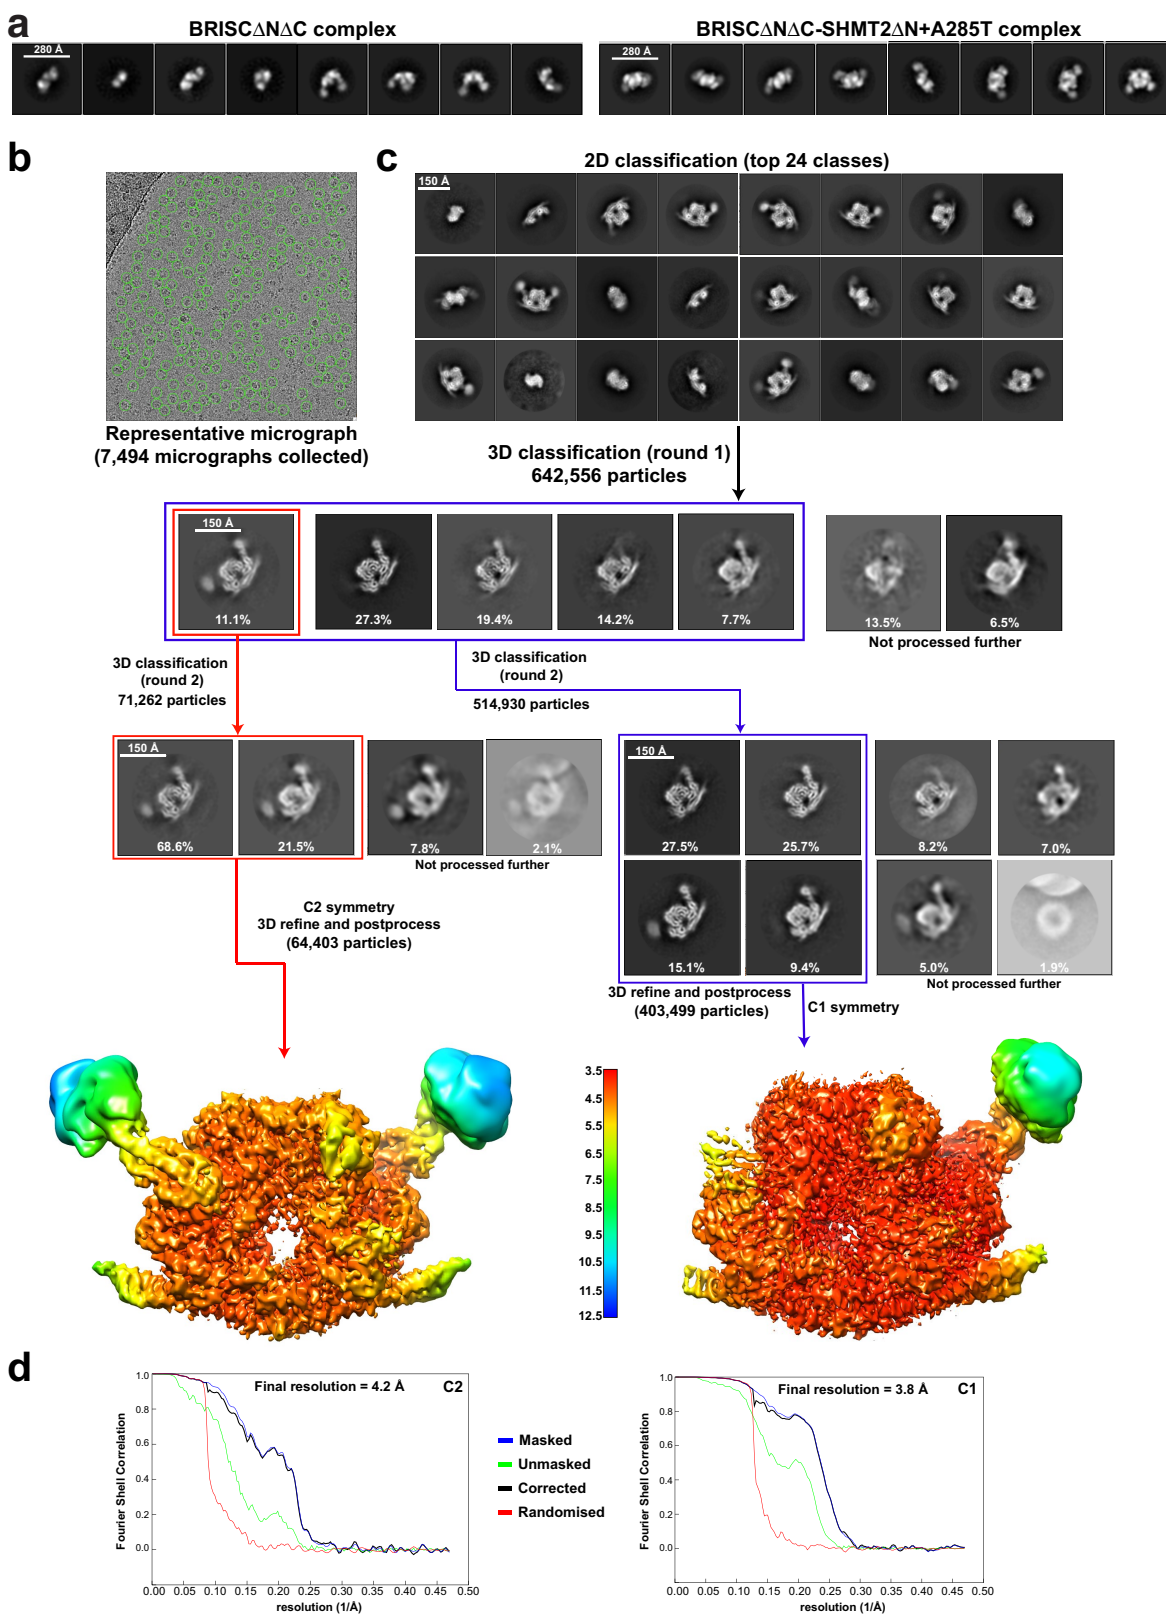 a
BRISCΔNΔC complex
BRISCΔNΔC-SHMT2ΔN+A285T complex
280 Å
280 Å
b
c
2D classification (top 24 classes)
150 Å
Representative micrograph
(7,494 micrographs collected)
3D classification (round 1)
642,556 particles
150 Å
11.1%
27.3%
19.4%
14.2%
7.7%
13.5%
6.5%
Not processed further
3D classification
(round 2)
71,262 particles
3D classification
(round 2)
514,930 particles
150 Å
68.6%
21.5%
7.8%
2.1%
Not processed further
150 Å
27.5%
25.7%
8.2%
7.0%
15.1%
9.4%
5.0%
1.9%
Not processed further
C2 symmetry
3D refine and postprocess
(64,403 particles)
3D refine and postprocess
(403,499 particles)
C1 symmetry
3.5
4.5
5.5
6.5
7.5
8.5
9.5
10.5
11.5
12.5
d
Final resolution = 4.2 Å
C2
1.0
0.8
0.6
0.4
0.2
0.0
Fourier Shell Correlation
0.00 0.05 0.10 0.15 0.20 0.25 0.30 0.35 0.40 0.45 0.50
resolution (1/Å)
Masked
Unmasked
Corrected
Randomised
Final resolution = 3.8 Å
C1
1.0
0.8
0.6
0.4
0.2
0.0
Fourier Shell Correlation
0.00 0.05 0.10 0.15 0.20 0.25 0.30 0.35 0.40 0.45 0.50
resolution (1/Å)